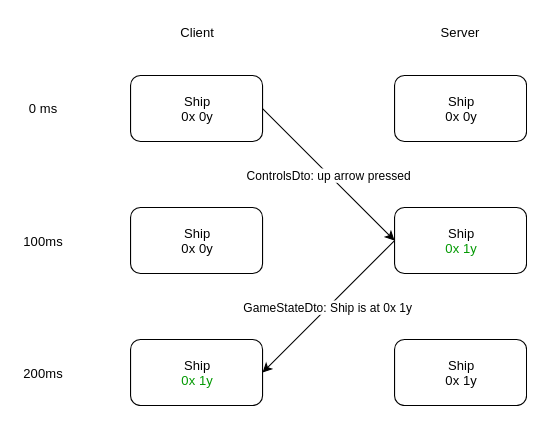 Client
Server
0 ms
Ship
0x 0y
Ship
0x 0y
ControlsDto: up arrow pressed
100ms
Ship
0x 0y
Ship
0x 1y
GameStateDto: Ship is at 0x 1y
200ms
Ship
0x 1y
Ship
0x 1y